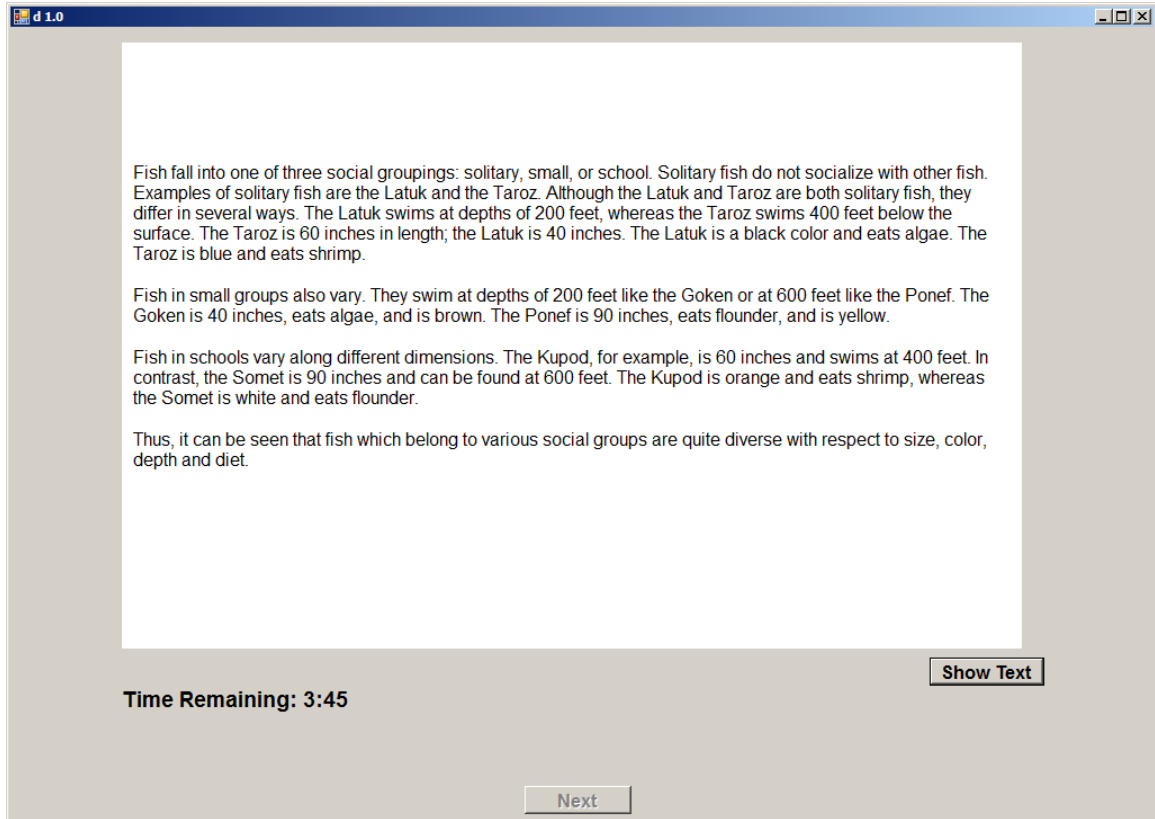 d 1.0
Fish fall into one of three social groupings: solitary, small, or school. Solitary fish do not socialize with other fish.
Examples of solitary fish are the Latuk and the Taroz. Although the Latuk and Taroz are both solitary fish, they
differ in several ways. The Latuk swims at depths of 200 feet, whereas the Taroz swims 400 feet below the
surface. The Taroz is 60 inches in length; the Latuk is 40 inches. The Latuk is a black color and eats algae. The
Taroz is blue and eats shrimp.
Fish in small groups also vary. They swim at depths of 200 feet like the Goken or at 600 feet like the Ponef. The
Goken is 40 inches, eats algae, and is brown. The Ponef is 90 inches, eats flounder, and is yellow.
Fish in schools vary along different dimensions. The Kupod, for example, is 60 inches and swims at 400 feet. In
contrast, the Somet is 90 inches and can be found at 600 feet. The Kupod is orange and eats shrimp, whereas
the Somet is white and eats flounder.
Thus, it can be seen that fish which belong to various social groups are quite diverse with respect to size, color,
depth and diet.
Show Text
Time Remaining: 3:45
Next